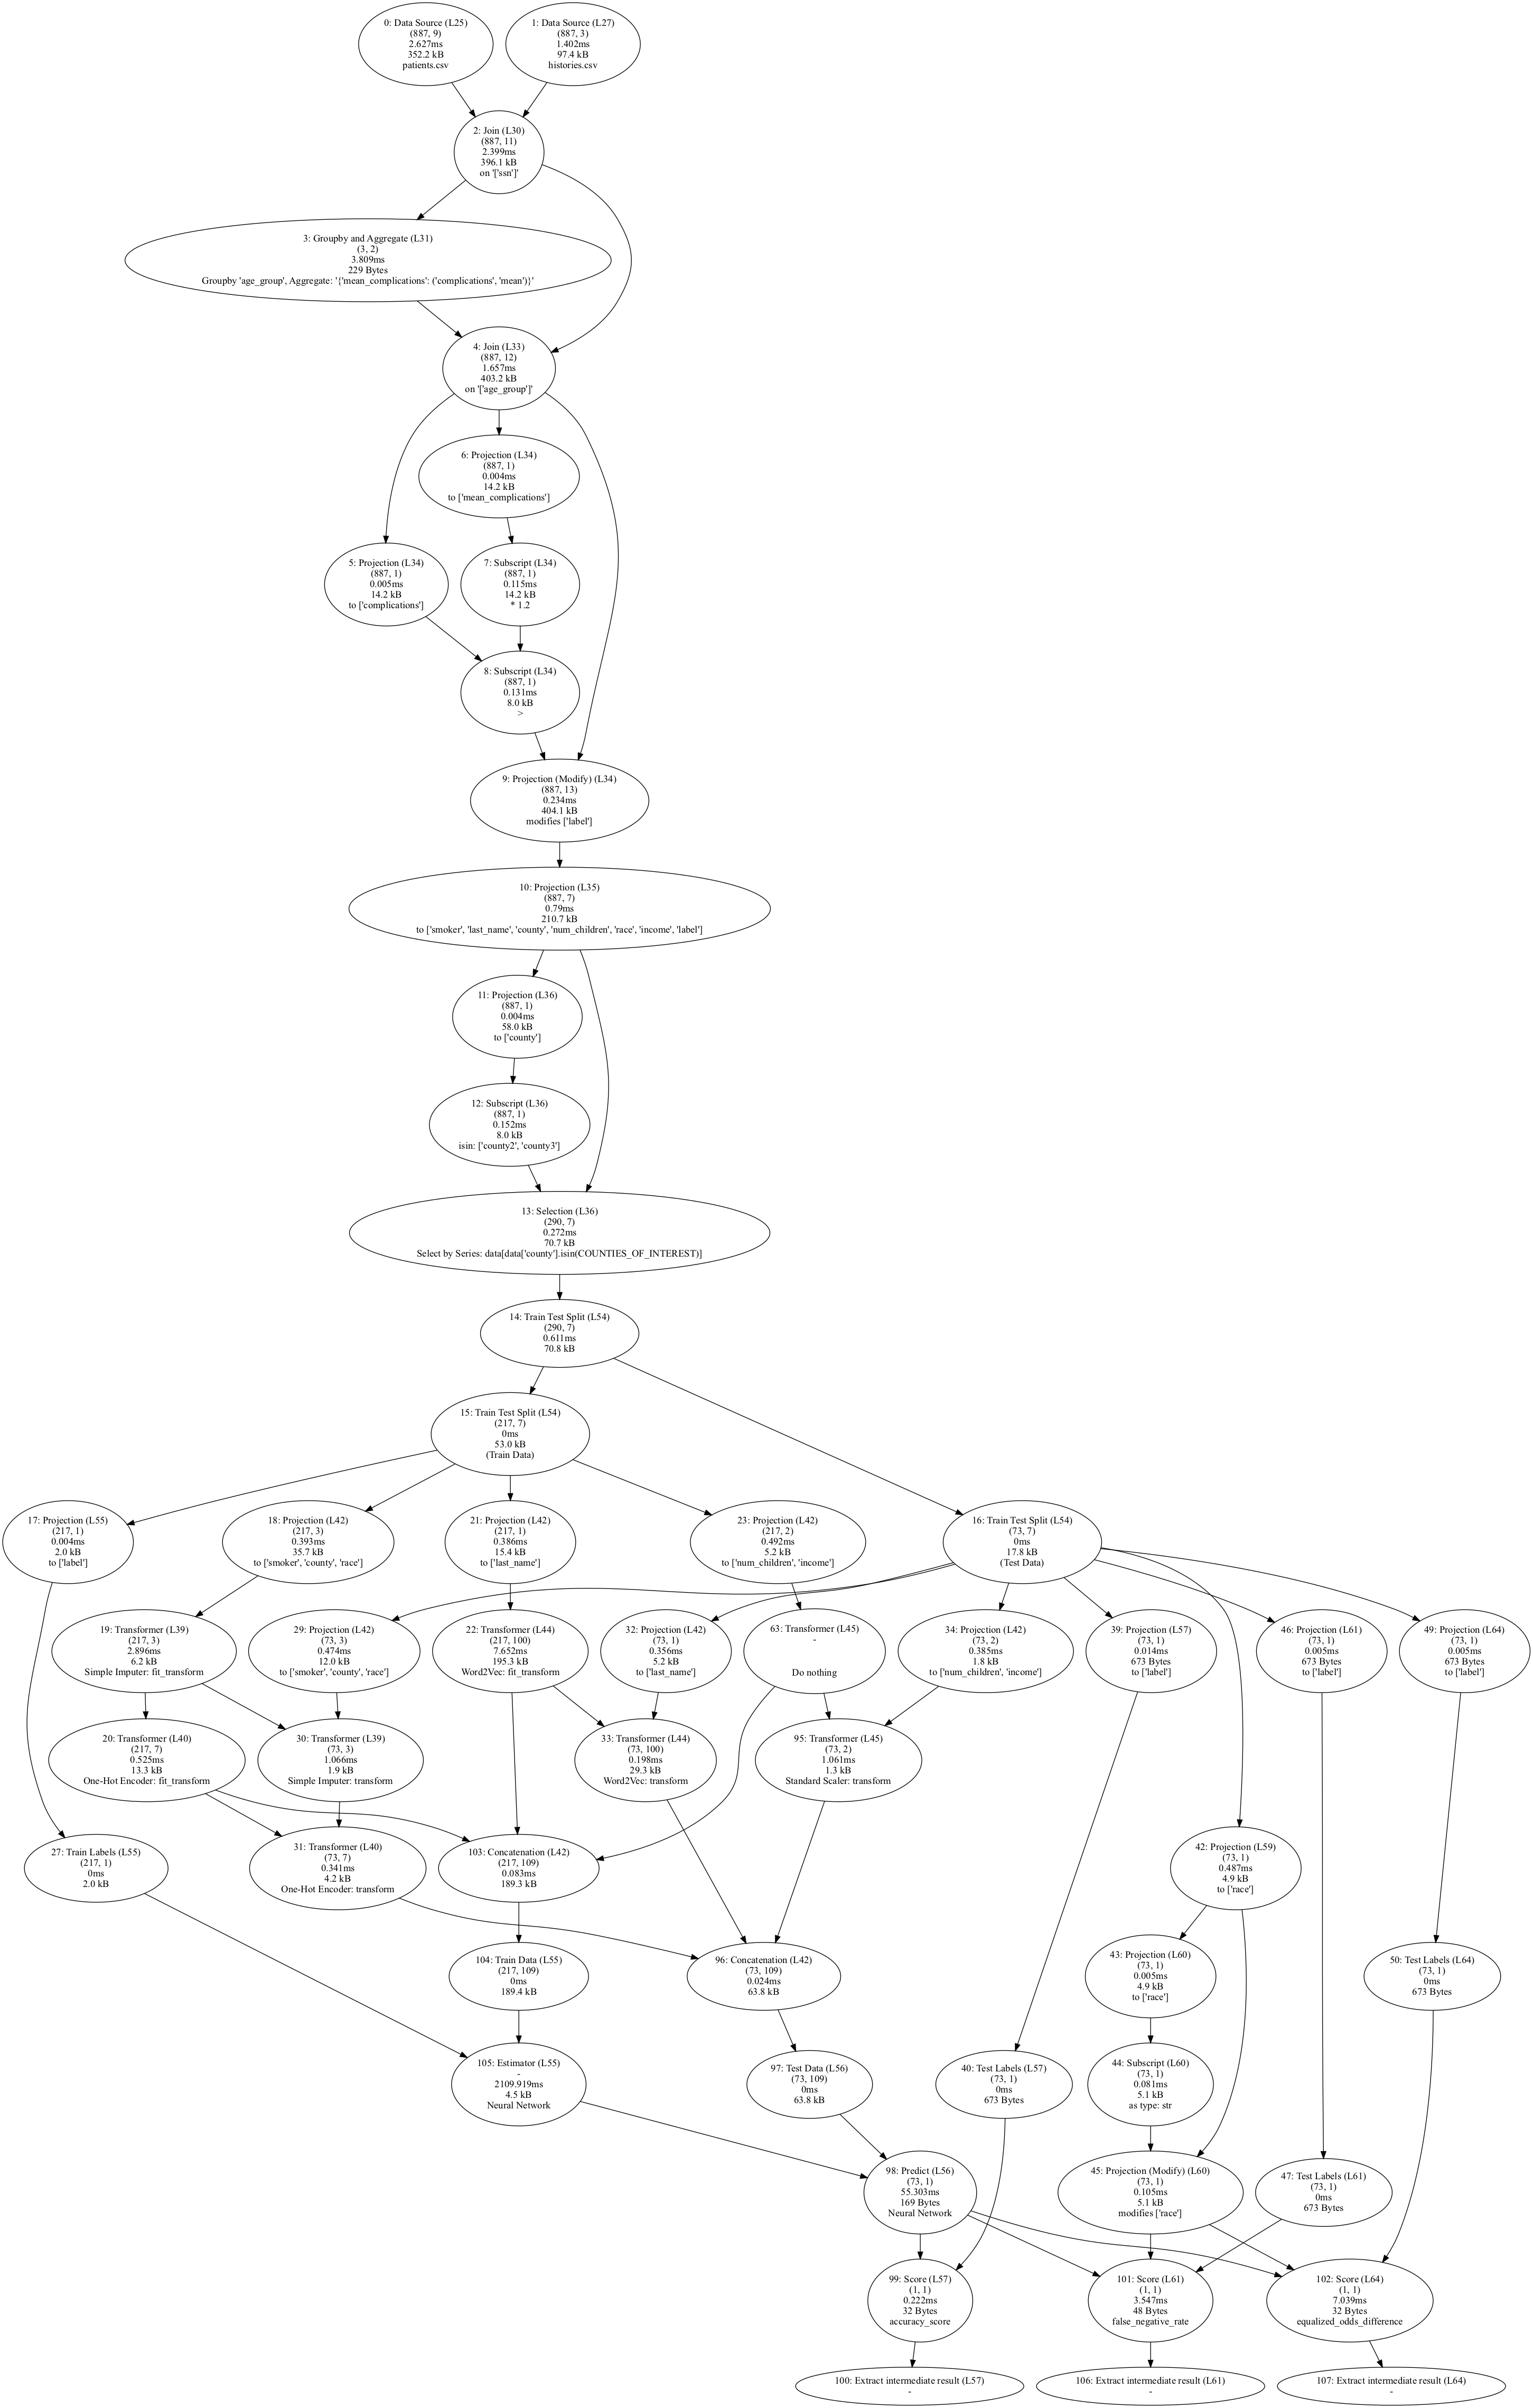 0: Data Source (L25)
(887, 9)
2.627ms
352.2 kB
patients.csv
1: Data Source (L27)
(887, 3)
1.402ms
97.4 kB
histories.csv
2: Join (L30)
(887, 11)
2.399ms
396.1 kB
on '['ssn']'
3: Groupby and Aggregate (L31)
(3, 2)
3.809ms
229 Bytes
Groupby 'age_group', Aggregate: '{'mean_complications': ('complications', 'mean')}'
4: Join (L33)
(887, 12)
1.657ms
403.2 kB
on '['age_group']'
6: Projection (L34)
(887, 1)
0.004ms
14.2 kB
to ['mean_complications']
5: Projection (L34)
(887, 1)
0.005ms
14.2 kB
to ['complications']
7: Subscript (L34)
(887, 1)
0.115ms
14.2 kB
* 1.2
8: Subscript (L34)
(887, 1)
0.131ms
8.0 kB
>
9: Projection (Modify) (L34)
(887, 13)
0.234ms
404.1 kB
modifies ['label']
10: Projection (L35)
(887, 7)
0.79ms
210.7 kB
to ['smoker', 'last_name', 'county', 'num_children', 'race', 'income', 'label']
11: Projection (L36)
(887, 1)
0.004ms
58.0 kB
to ['county']
12: Subscript (L36)
(887, 1)
0.152ms
8.0 kB
isin: ['county2', 'county3']
13: Selection (L36)
(290, 7)
0.272ms
70.7 kB
Select by Series: data[data['county'].isin(COUNTIES_OF_INTEREST)]
14: Train Test Split (L54)
(290, 7)
0.611ms
70.8 kB
15: Train Test Split (L54)
(217, 7)
0ms
53.0 kB
(Train Data)
17: Projection (L55)
(217, 1)
0.004ms
2.0 kB
to ['label']
18: Projection (L42)
(217, 3)
0.393ms
35.7 kB
to ['smoker', 'county', 'race']
21: Projection (L42)
(217, 1)
0.386ms
15.4 kB
to ['last_name']
23: Projection (L42)
(217, 2)
0.492ms
5.2 kB
to ['num_children', 'income']
16: Train Test Split (L54)
(73, 7)
0ms
17.8 kB
(Test Data)
19: Transformer (L39)
(217, 3)
2.896ms
6.2 kB
Simple Imputer: fit_transform
29: Projection (L42)
(73, 3)
0.474ms
12.0 kB
to ['smoker', 'county', 'race']
22: Transformer (L44)
(217, 100)
7.652ms
195.3 kB
Word2Vec: fit_transform
32: Projection (L42)
(73, 1)
0.356ms
5.2 kB
to ['last_name']
63: Transformer (L45)
-
Do nothing
34: Projection (L42)
(73, 2)
0.385ms
1.8 kB
to ['num_children', 'income']
39: Projection (L57)
(73, 1)
0.014ms
673 Bytes
to ['label']
46: Projection (L61)
(73, 1)
0.005ms
673 Bytes
to ['label']
49: Projection (L64)
(73, 1)
0.005ms
673 Bytes
to ['label']
20: Transformer (L40)
(217, 7)
0.525ms
13.3 kB
One-Hot Encoder: fit_transform
30: Transformer (L39)
(73, 3)
1.066ms
1.9 kB
Simple Imputer: transform
33: Transformer (L44)
(73, 100)
0.198ms
29.3 kB
Word2Vec: transform
95: Transformer (L45)
(73, 2)
1.061ms
1.3 kB
Standard Scaler: transform
27: Train Labels (L55)
(217, 1)
0ms
2.0 kB
31: Transformer (L40)
(73, 7)
0.341ms
4.2 kB
One-Hot Encoder: transform
103: Concatenation (L42)
(217, 109)
0.083ms
189.3 kB
42: Projection (L59)
(73, 1)
0.487ms
4.9 kB
to ['race']
104: Train Data (L55)
(217, 109)
0ms
189.4 kB
96: Concatenation (L42)
(73, 109)
0.024ms
63.8 kB
43: Projection (L60)
(73, 1)
0.005ms
4.9 kB
to ['race']
50: Test Labels (L64)
(73, 1)
0ms
673 Bytes
105: Estimator (L55)
-
2109.919ms
4.5 kB
Neural Network
97: Test Data (L56)
(73, 109)
0ms
63.8 kB
40: Test Labels (L57)
(73, 1)
0ms
673 Bytes
44: Subscript (L60)
(73, 1)
0.081ms
5.1 kB
as type: str
98: Predict (L56)
(73, 1)
55.303ms
169 Bytes
Neural Network
45: Projection (Modify) (L60)
(73, 1)
0.105ms
5.1 kB
modifies ['race']
47: Test Labels (L61)
(73, 1)
0ms
673 Bytes
99: Score (L57)
(1, 1)
0.222ms
32 Bytes
accuracy_score
101: Score (L61)
(1, 1)
3.547ms
48 Bytes
false_negative_rate
102: Score (L64)
(1, 1)
7.039ms
32 Bytes
equalized_odds_difference
100: Extract intermediate result (L57)
-
106: Extract intermediate result (L61)
-
107: Extract intermediate result (L64)
-